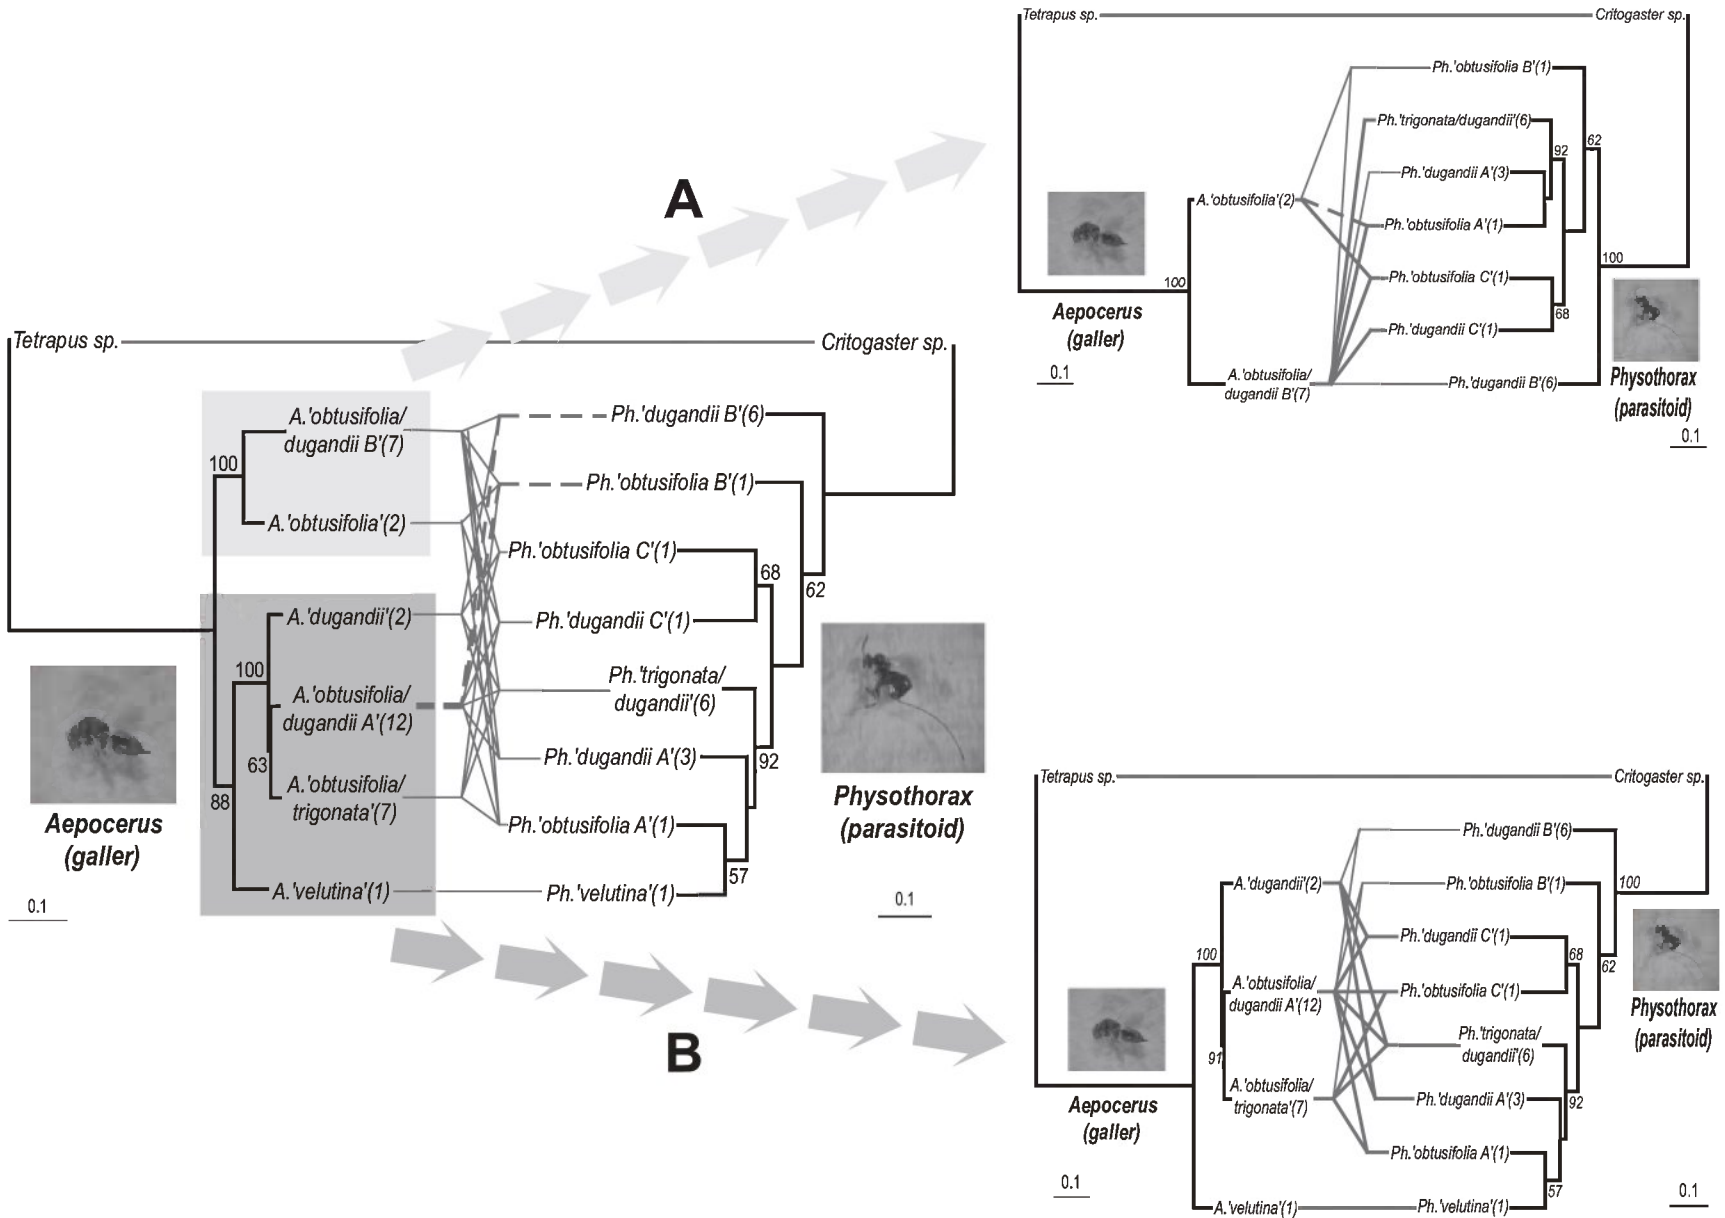 Tetrapus sp.
Critogaster sp.
A.'obtusifolia/
dugandii B'(7)
100
A.'obtusifolia'(2)
A.'dugandii'(2)
100
A.'obtusifolia/
dugandii A'(12)
63
A.'obtusifolia/
trigonata'(7)
88
A.'velutina'(1)
Aepocerus
(galler)
0.1
Ph.'dugandii B'(6)
Ph.'obtusifolia B'(1)
Ph.'obtusifolia C'(1)
68
62
Ph.'dugandii C'(1)
Ph.'trigonata/
dugandii'(6)
Ph.'dugandii A'(3)
92
Ph.'obtusifolia A'(1)
57
Ph.'velutina'(1)
Physothorax
(parasitoid)
0.1
A
Tetrapus sp.
Critogaster sp.
Ph.'obtusifolia B'(1)
Ph.'trigonata/dugandii'(6)
92
62
Ph.'dugandii A'(3)
A.'obtusifolia'(2)
Ph.'obtusifolia A'(1)
100
Ph.'obtusifolia C'(1)
100
68
Ph.'dugandii C'(1)
A.'obtusifolia/
dugandii B'(7)
Ph.'dugandii B'(6)
Aepocerus
(galler)
0.1
Physothorax
(parasitoid)
0.1
B
Tetrapus sp.
Critogaster sp.
Ph.'dugandii B'(6)
A.'dugandii'(2)
Ph.'obtusifolia B'(1)
100
Ph.'dugandii C'(1)
100
68
62
A.'obtusifolia/
dugandii A'(12)
Ph.'obtusifolia C'(1)
Ph.'trigonata/
dugandii'(6)
91
A.'obtusifolia/
trigonata'(7)
Ph.'dugandii A'(3)
92
Ph.'obtusifolia A'(1)
57
A.'velutina'(1)
Ph.'velutina'(1)
Aepocerus
(galler)
0.1
Physothorax
(parasitoid)
0.1